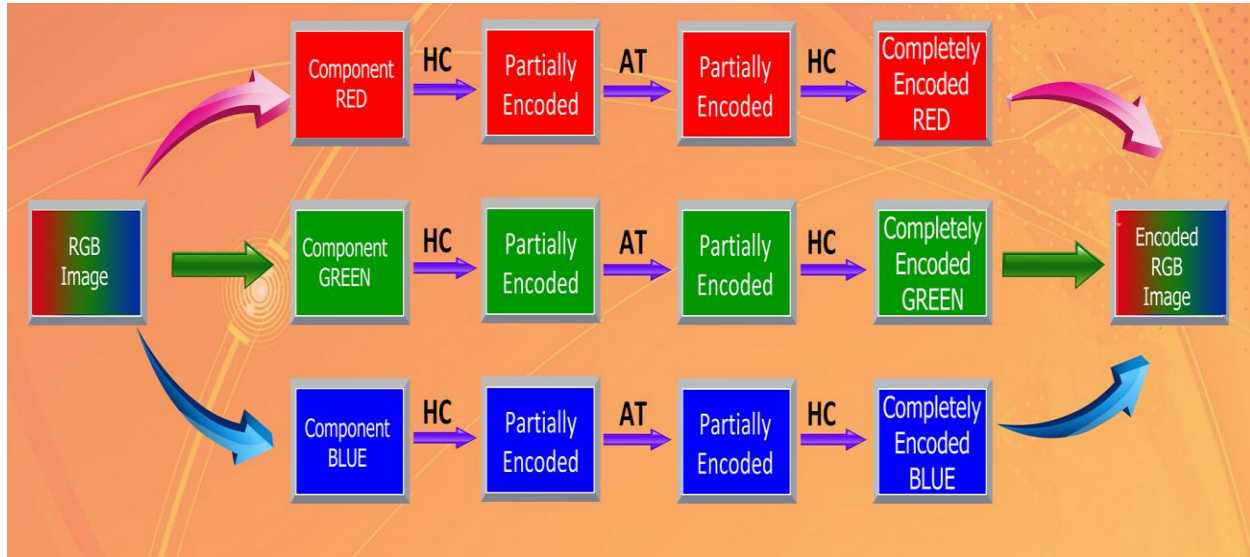 Component
RED
HC
Partially
Encoded
AT
Partially
Encoded
HC
Completely
Encoded
RED
RGB
Image
Component
GREEN
HC
Partially
Encoded
AT
Partially
Encoded
HC
Completely
Encoded
GREEN
Encoded
RGB
Image
Component
BLUE
HC
Partially
Encoded
AT
Partially
Encoded
HC
Completely
Encoded
BLUE